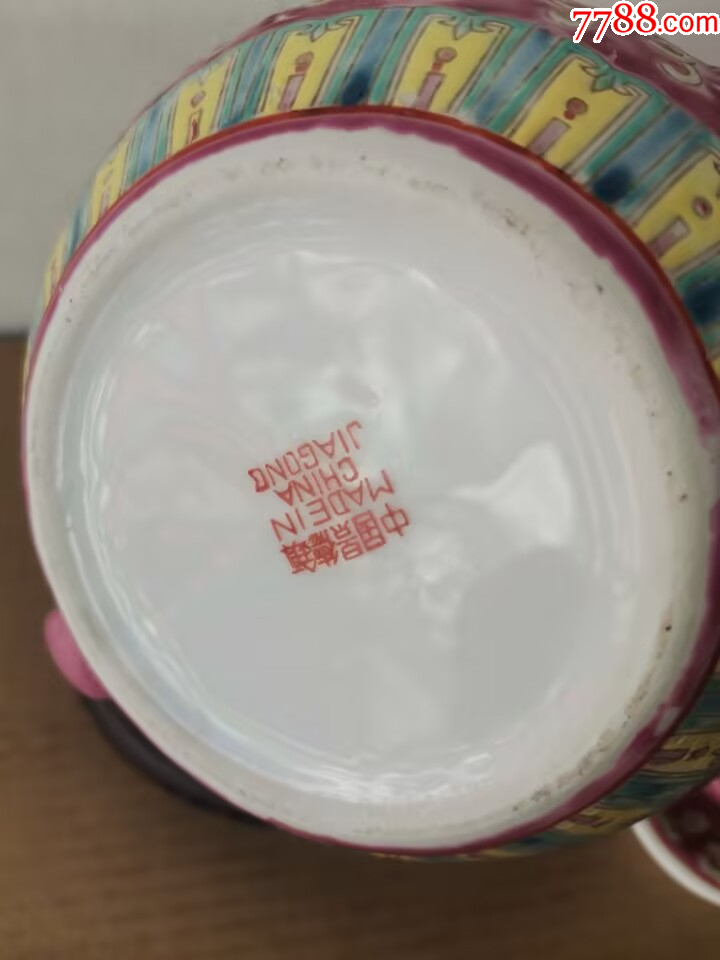 7788.com
中国景德镇
MADE IN
CHINA
JIAGONG